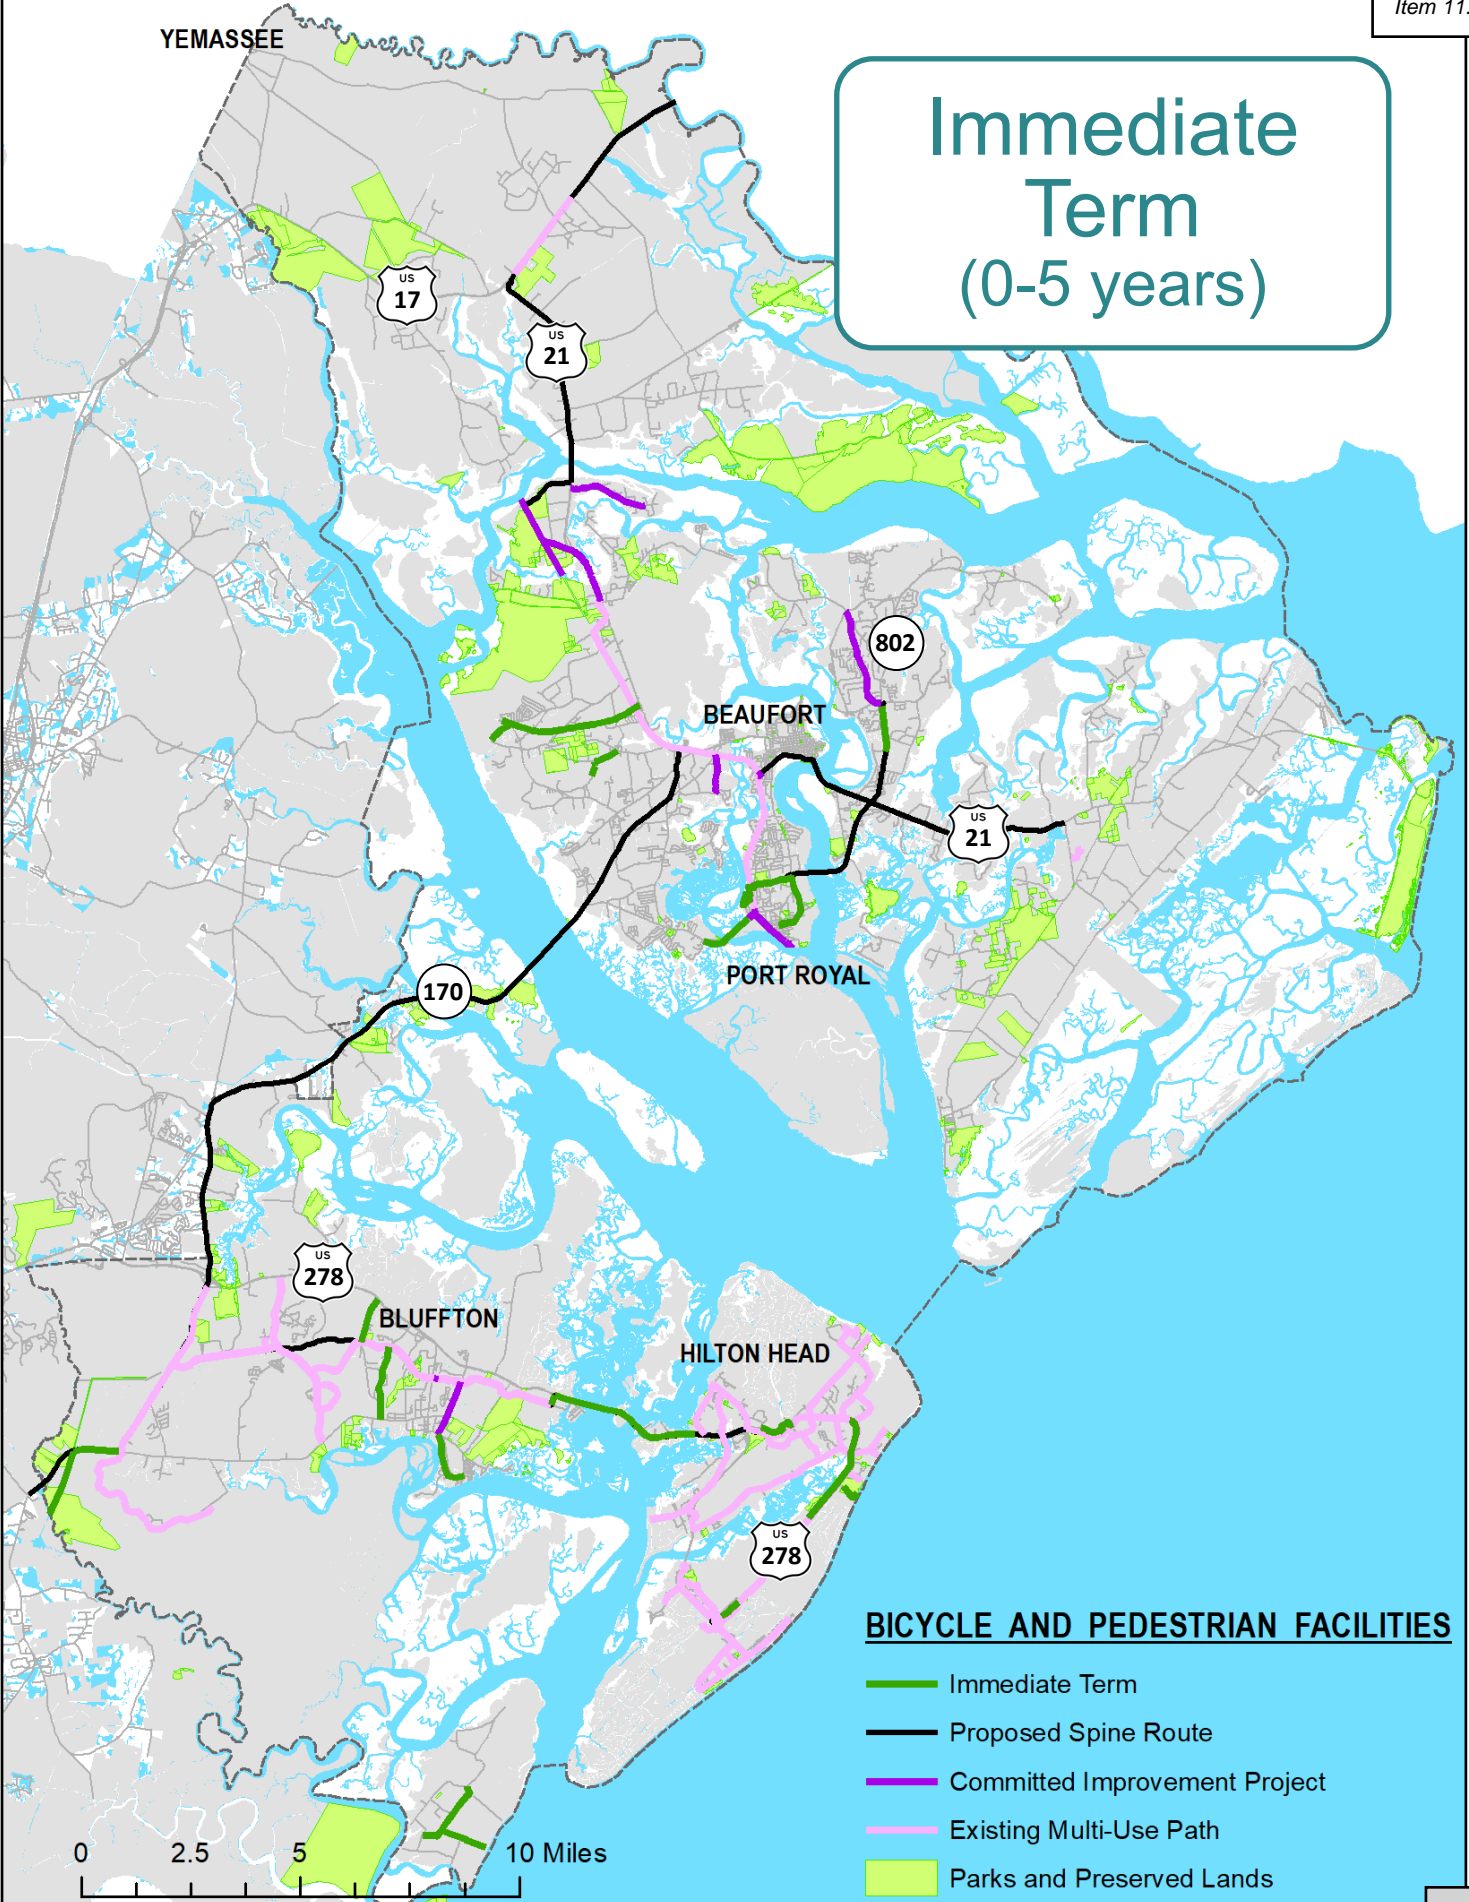 Item 11.
YEMASSEE
Immediate
Term
(0-5 years)
US
17
US
21
802
BEAUFORT
US
21
PORT ROYAL
170
US
278
BLUFFTON
HILTON HEAD
US
278
BICYCLE AND PEDESTRIAN FACILITIES
Immediate Term
Proposed Spine Route
Committed Improvement Project
Existing Multi-Use Path
Parks and Preserved Lands
0 2.5 5 10 Miles